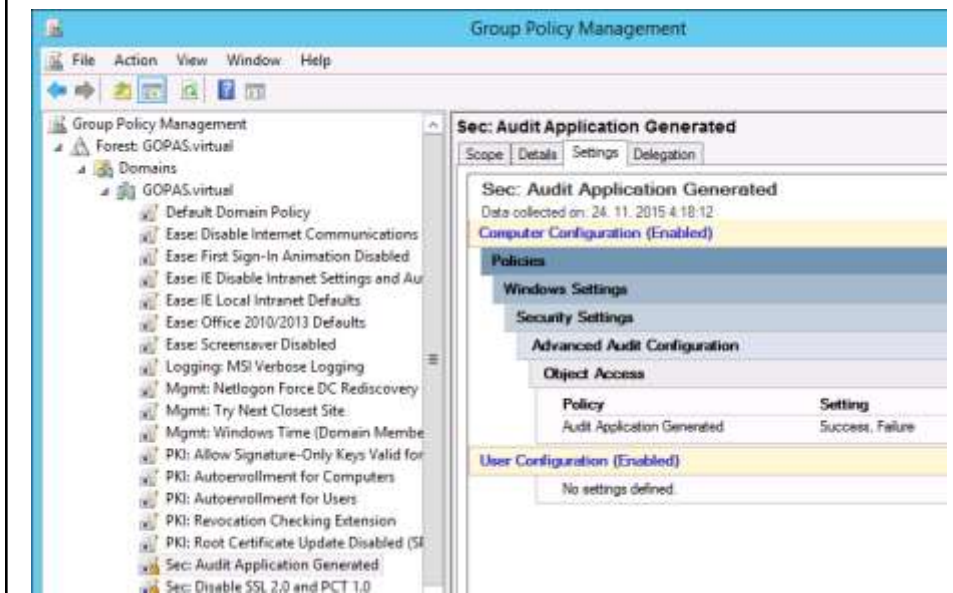 Group Policy Management
File Action View Window Help
Group Policy Management
Forest: GOPAS.virtual
Domains
GOPAS.virtual
Default Domain Policy
Ease: Disable Internet Communications
Ease: First Sign-In Animation Disabled
Ease: IE Disable Intranet Settings and Au
Ease: IE Local Intranet Defaults
Ease: Office 2010/2013 Defaults
Ease: Screensaver Disabled
Logging: MSI Verbose Logging
Mgmt: Netlogon Force DC Rediscovery
Mgmt: Try Next Closest Site
Mgmt: Windows Time (Domain Membe
PKI: Allow Signature-Only Keys Valid for
PKI: Autoenrollment for Computers
PKI: Autoenrollment for Users
PKI: Revocation Checking Extension
PKI: Root Certificate Update Disabled (SF
Sec: Audit Application Generated
Sec: Disable SSL 2.0 and PCT 1.0
Sec: Audit Application Generated
Scope Details Settings Delegation
Sec: Audit Application Generated
Data collected on: 24. 11. 2015 4:18:12
Computer Configuration (Enabled)
Policies
Windows Settings
Security Settings
Advanced Audit Configuration
Object Access
Policy Setting
Audit Application Generated Success, Failure
User Configuration (Enabled)
No settings defined.